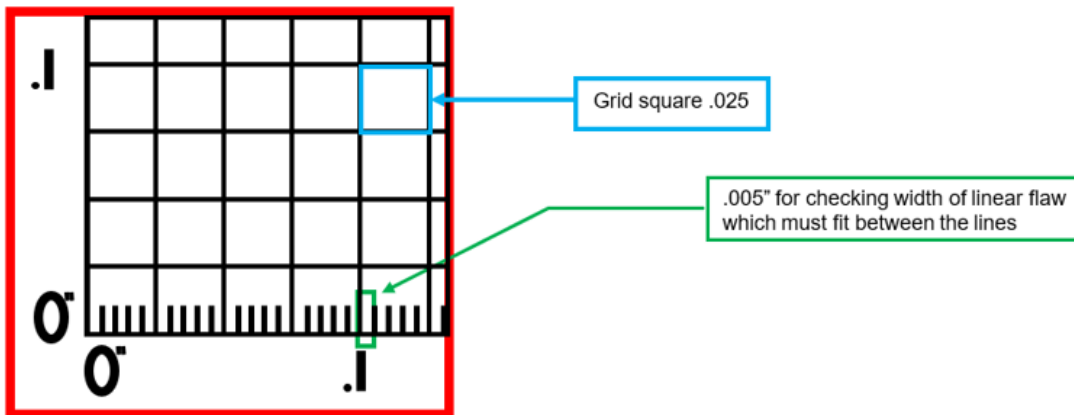 .1
Grid square .025
.005” for checking width of linear flaw
which must fit between the lines
0"
0"
.1